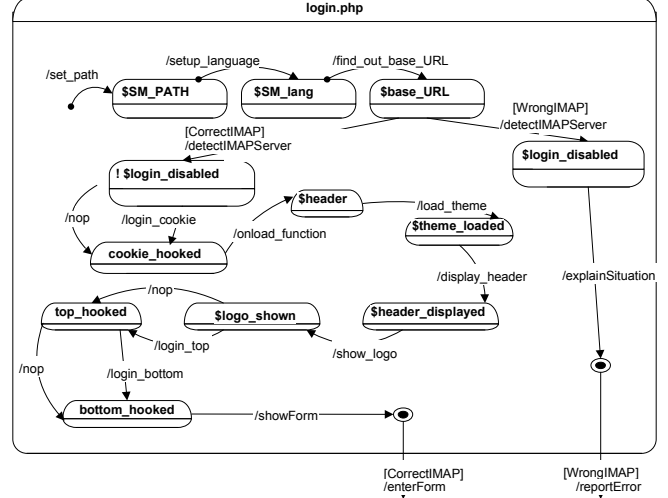 login.php
/setup_language
/find_out_base_URL
/set_path
$SM_PATH
$SM_lang
$base_URL
[WrongIMAP]
/detectIMAPServer
[CorrectIMAP]
/detectIMAPServer
$login_disabled
! $login_disabled
$header
/load_theme
/nop
/login_cookie
/onload_function
$theme_loaded
cookie_hooked
/display_header
/explainSituation
/nop
top_hooked
$logo_shown
$header_displayed
/login_top
/show_logo
/nop
/login_bottom
bottom_hooked
/showForm
[CorrectIMAP]
/enterForm
[WrongIMAP]
/reportError